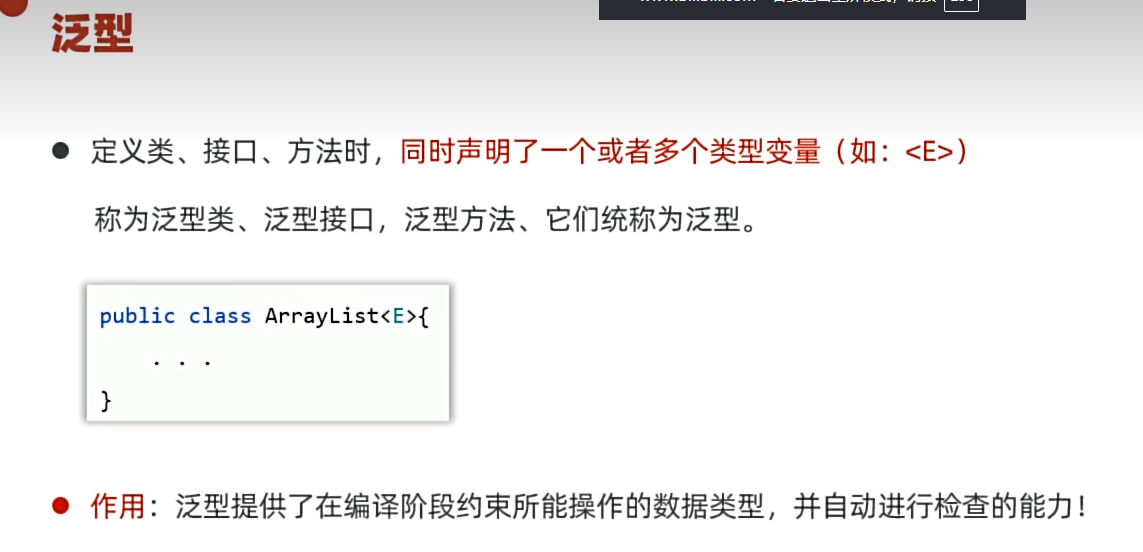 泛型
定义类、接口、方法时，同时声明了一个或者多个类型变量（如：<E>）
称为泛型类、泛型接口，泛型方法、它们统称为泛型。
public class ArrayList<E>{
. . .
}
作用：泛型提供了在编译阶段约束所能操作的数据类型，并自动进行检查的能力！